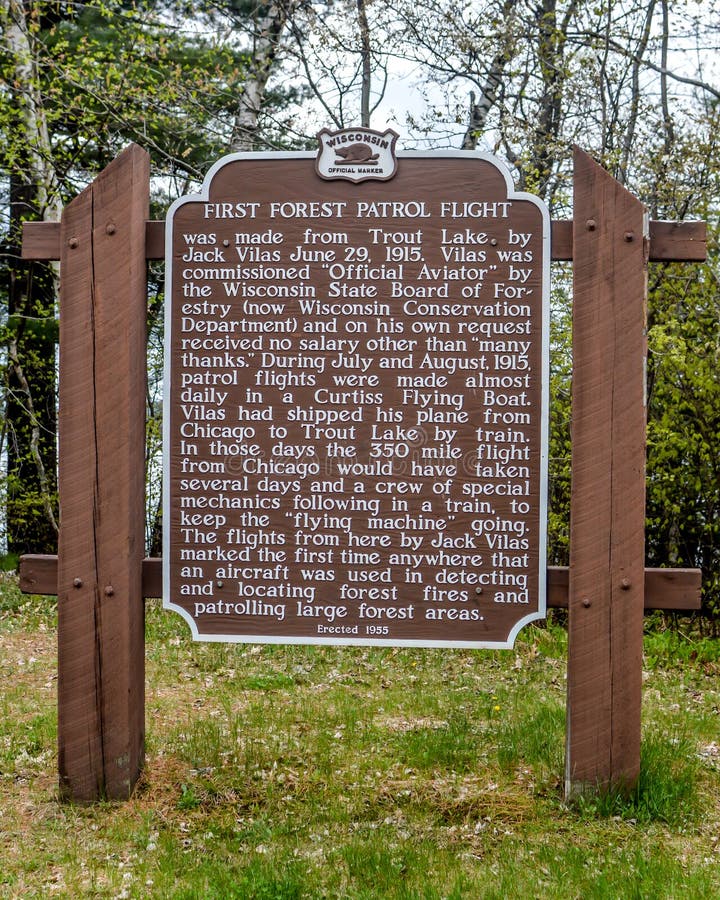 WISCONSIN
OFFICIAL MARKER
FIRST FOREST PATROL FLIGHT
was made from Trout Lake by
Jack Vilas June 29, 1915. Vilas was
commissioned "Official Aviator" by
the Wisconsin State Board of For-
estry (now Wisconsin Conservation
Department) and on his own request
received no salary other than "many
thanks." During July and August, 1915,
patrol flights were made almost
daily in a Curtiss Flying Boat.
Vilas had shipped his plane from
Chicago to Trout Lake by train.
In those days the 350 mile flight
from Chicago would have taken
several days and a crew of special
mechanics following in a train, to
keep the "flying machine" going.
The flights from here by Jack Vilas
marked the first time anywhere that
an aircraft was used in detecting
and locating forest fires and
patrolling large forest areas.
Erected 1955